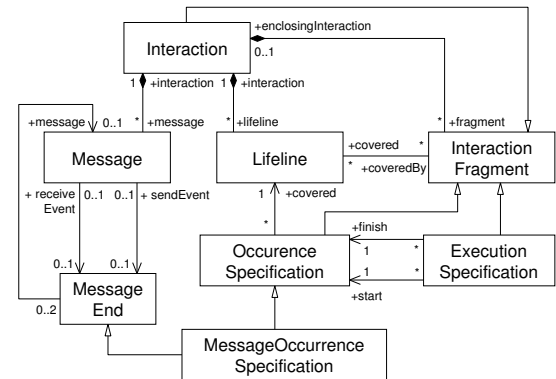 +enclosingInteraction
Interaction
0..1
1
+interaction
1
+interaction
+message
0..1
*
+message
*
+lifeline
*
+fragment
Message
Lifeline
+covered
*
*
+coveredBy
Interaction
Fragment
+ receive
Event
0..1
0..1
+ sendEvent
1
+covered
*
+finish
1
*
Occurence
Specification
Execution
Specification
0..1
0..1
1
*
+start
Message
End
0..2
MessageOccurrence
Specification